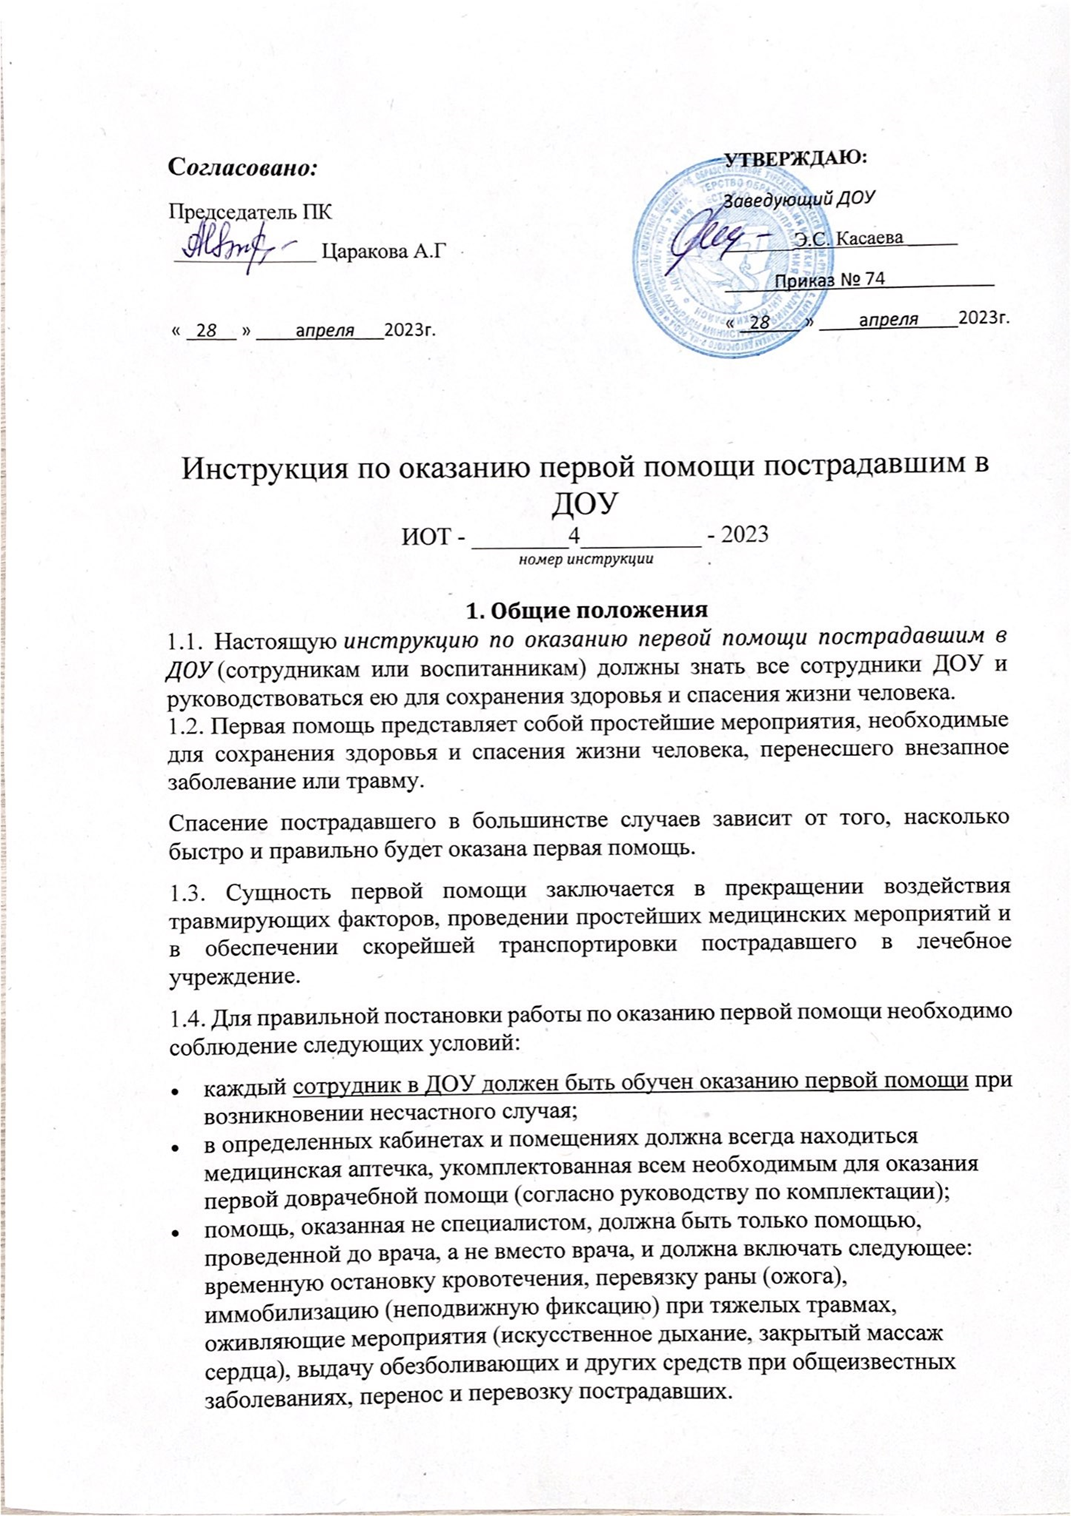 Согласовано:
Председатель ПК
______________ Царакова А.Г
« 28 » апреля 2023г.
УТВЕРЖДАЮ:
Заведующий ДОУ
Э.С. Касаева
Приказ № 74
« 28 » апреля 2023г.
Инструкция по оказанию первой помощи пострадавшим в
ДОУ
ИОТ - ________4__________ - 2023
номер инструкции
1. Общие положения
1.1. Настоящую инструкцию по оказанию первой помощи пострадавшим в
ДОУ (сотрудникам или воспитанникам) должны знать все сотрудники ДОУ и
руководствоваться ею для сохранения здоровья и спасения жизни человека.
1.2. Первая помощь представляет собой простейшие мероприятия, необходимые
для сохранения здоровья и спасения жизни человека, перенесшего внезапное
заболевание или травму.
Спасение пострадавшего в большинстве случаев зависит от того, насколько
быстро и правильно будет оказана первая помощь.
1.3. Сущность первой помощи заключается в прекращении воздействия
травмирующих факторов, проведении простейших медицинских мероприятий и
в обеспечении скорейшей транспортировки пострадавшего в лечебное
учреждение.
1.4. Для правильной постановки работы по оказанию первой помощи необходимо
соблюдение следующих условий:
• каждый сотрудник в ДОУ должен быть обучен оказанию первой помощи при
возникновении несчастного случая;
• в определенных кабинетах и помещениях должна всегда находиться
медицинская аптечка, укомплектованная всем необходимым для оказания
первой доврачебной помощи (согласно руководству по комплектации);
• помощь, оказанная не специалистом, должна быть только помощью,
проведенной до врача, а не вместо врача, и должна включать следующее:
временную остановку кровотечения, перевязку раны (ожога),
иммобилизацию (неподвижную фиксацию) при тяжелых травмах,
оживляющие мероприятия (искусственное дыхание, закрытый массаж
сердца), выдачу обезболивающих и других средств при общеизвестных
заболеваниях, перенос и перевозку пострадавших.